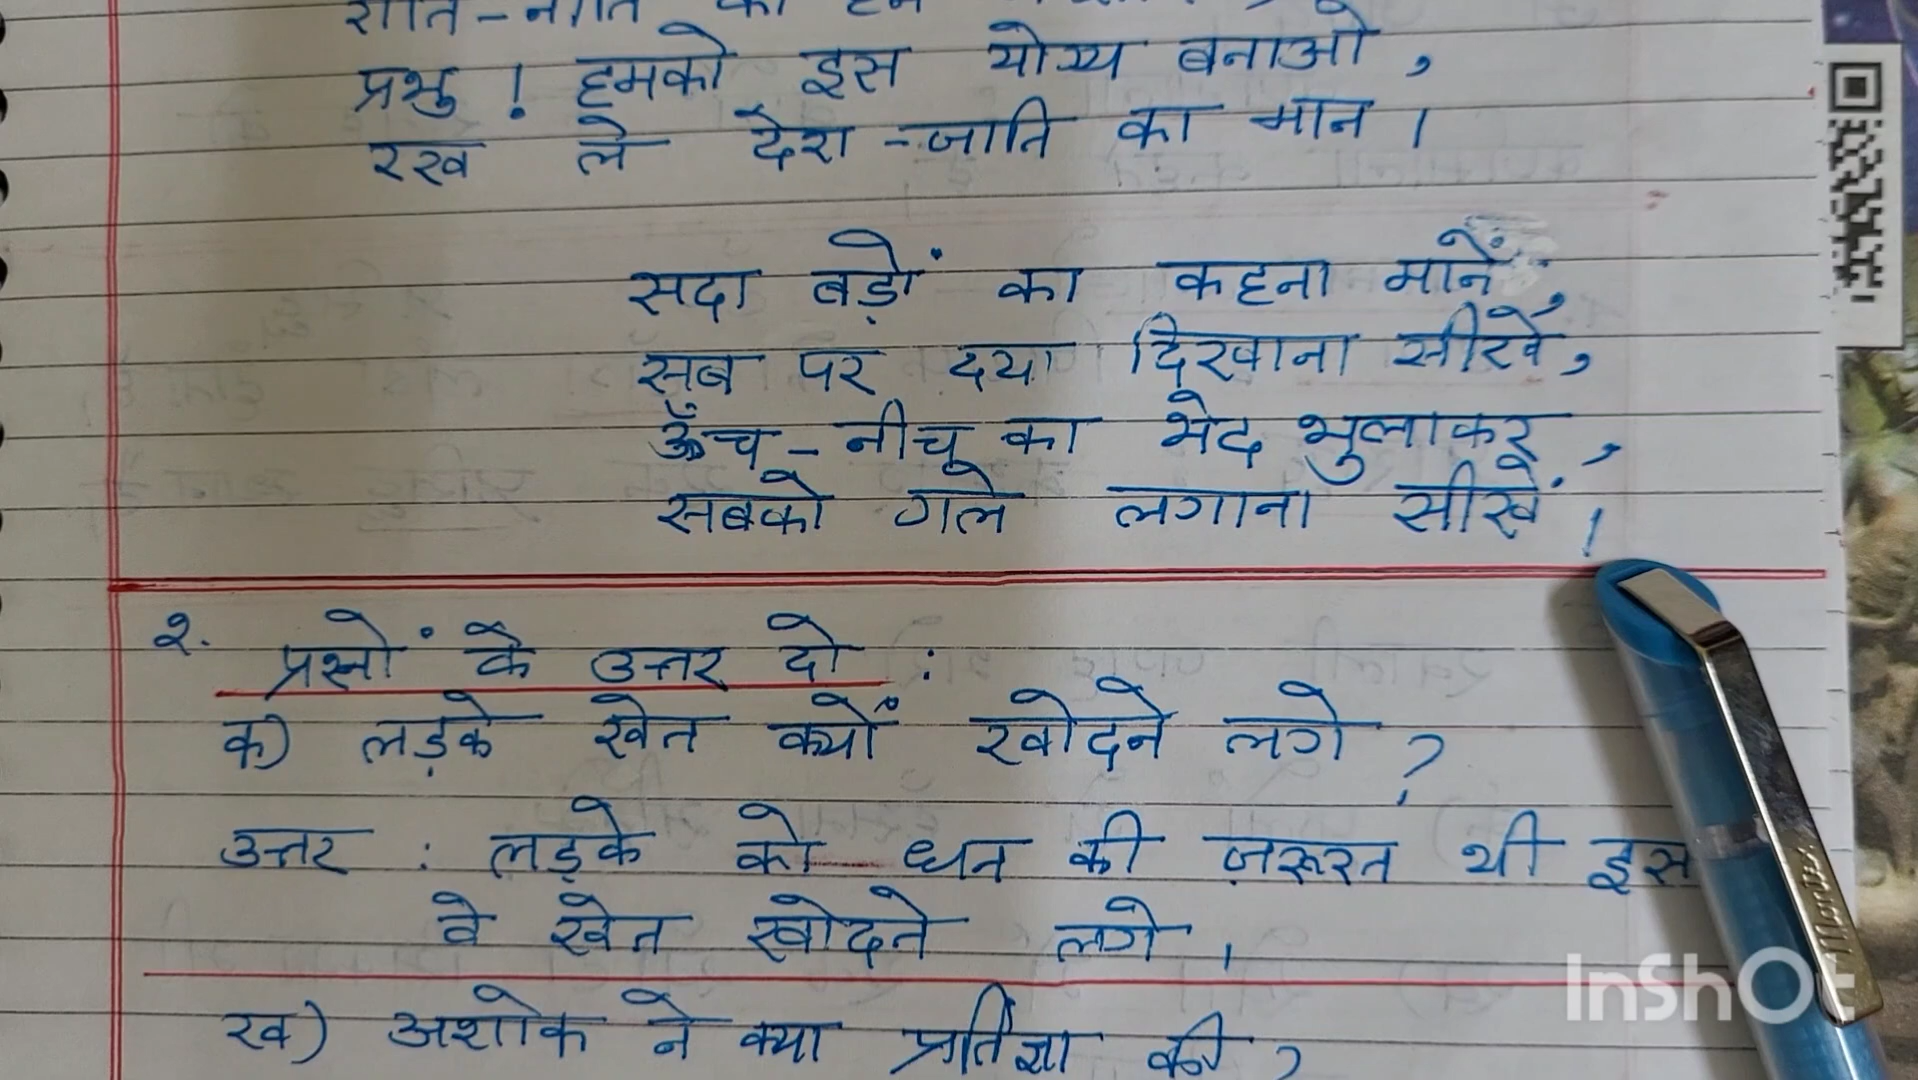 प्रभु ! हमको इस योग्य बनाओ,
रख ले देश-जाति का मान ।
सदा बड़ों का कहना मानें,
सब पर दया दिखाना सीखें,
ऊँच-नीच का भेद भुलाकर,
सबको गले लगाना सीखें ।
२. प्रश्नों के उत्तर दो :
क) लड़के खेत क्यों खोदने लगे ?
उत्तर : लड़के को धन की ज़रूरत थी इस
वे खेत खोदने लगे ।
ख) अशोक ने क्या प्रतिज्ञा की ?
Montex
InShOt